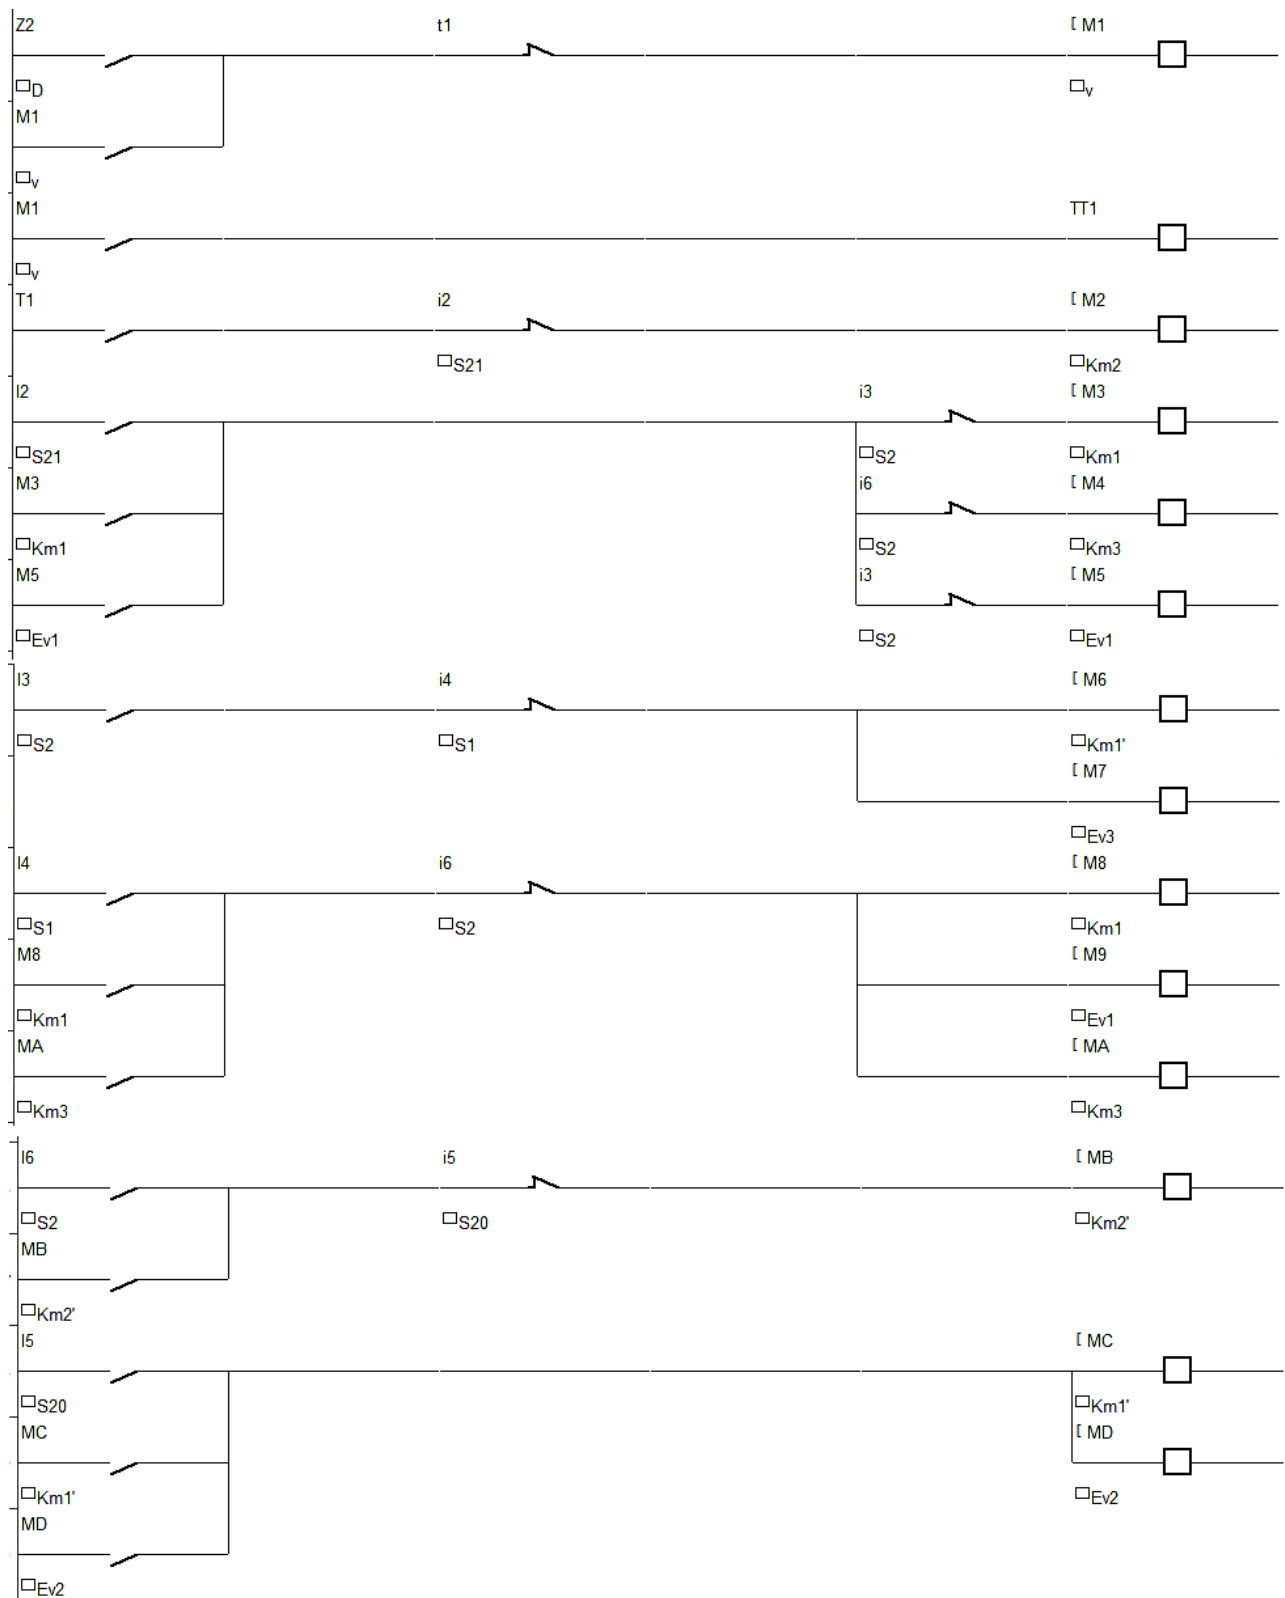 Z2 t1 [ M1
D v
M1
v
M1 TT1
v
T1 i2 [ M2
S21 Km2
I2 i3 [ M3
S21 S2 Km1
M3 i6 [ M4
Km1 S2 Km3
M5 i3 [ M5
Ev1 S2 Ev1
I3 i4 [ M6
S2 S1 Km1'
[ M7
Ev3
I4 i6 [ M8
S1 S2 Km1
M8 [ M9
Km1 Ev1
MA [ MA
Km3 Km3
I6 i5 [ MB
S2 S20 Km2'
MB
Km2'
I5 [ MC
S20 Km1'
MC [ MD
Km1' Ev2
MD
Ev2